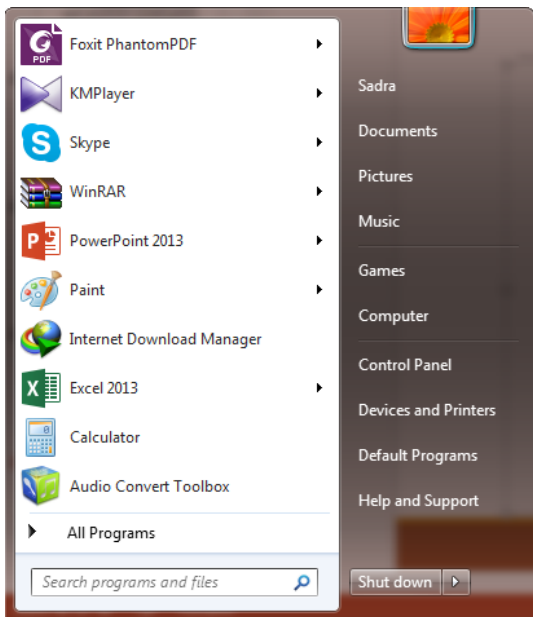 PDF
Foxit PhantomPDF
KMPlayer
Skype
WinRAR
PowerPoint 2013
Paint
Internet Download Manager
Excel 2013
Calculator
Audio Convert Toolbox
All Programs
Search programs and files
Sadra
Documents
Pictures
Music
Games
Computer
Control Panel
Devices and Printers
Default Programs
Help and Support
Shut down